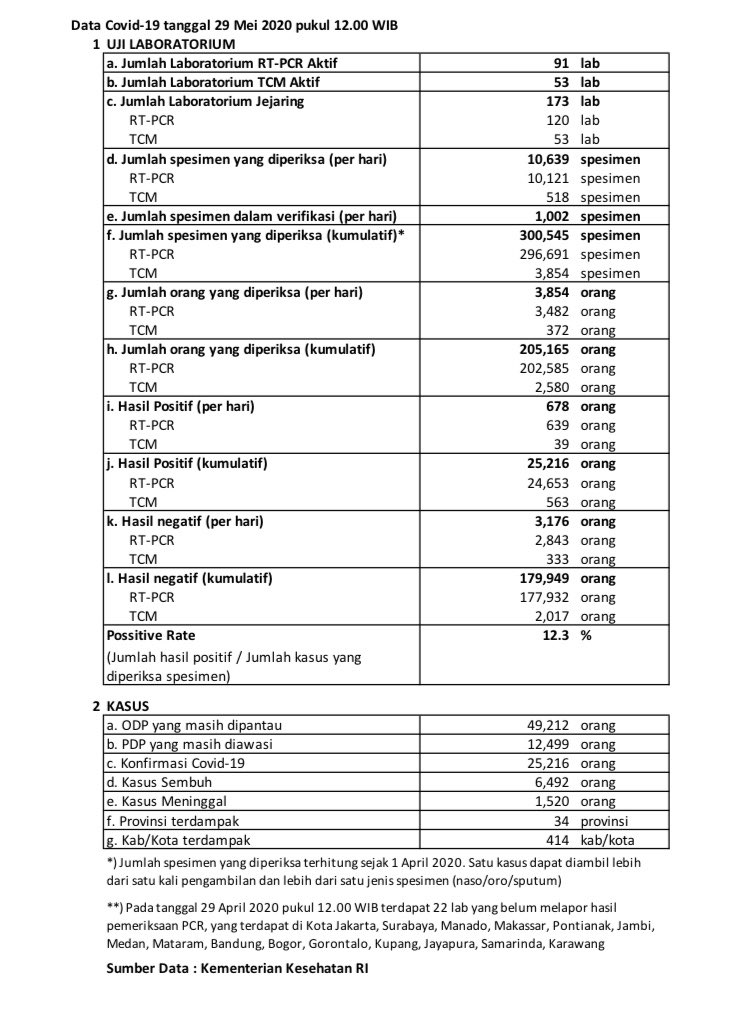 Data Covid-19 tanggal 29 Mei 2020 pukul 12.00 WIB
1 UJI LABORATORIUM
a. Jumlah Laboratorium RT-PCR Aktif 91 lab
b. Jumlah Laboratorium TCM Aktif 53 lab
c. Jumlah Laboratorium Jejaring 173 lab
RT-PCR 120 lab
TCM 53 lab
d. Jumlah spesimen yang diperiksa (per hari) 10,639 spesimen
RT-PCR 10,121 spesimen
TCM 518 spesimen
e. Jumlah spesimen dalam verifikasi (per hari) 1,002 spesimen
f. Jumlah spesimen yang diperiksa (kumulatif)* 300,545 spesimen
RT-PCR 296,691 spesimen
TCM 3,854 spesimen
g. Jumlah orang yang diperiksa (per hari) 3,854 orang
RT-PCR 3,482 orang
TCM 372 orang
h. Jumlah orang yang diperiksa (kumulatif) 205,165 orang
RT-PCR 202,585 orang
TCM 2,580 orang
i. Hasil Positif (per hari) 678 orang
RT-PCR 639 orang
TCM 39 orang
j. Hasil Positif (kumulatif) 25,216 orang
RT-PCR 24,653 orang
TCM 563 orang
k. Hasil negatif (per hari) 3,176 orang
RT-PCR 2,843 orang
TCM 333 orang
l. Hasil negatif (kumulatif) 179,949 orang
RT-PCR 177,932 orang
TCM 2,017 orang
Possitive Rate 12.3 %
(Jumlah hasil positif / Jumlah kasus yang
diperiksa spesimen)
2 KASUS
a. ODP yang masih dipantau 49,212 orang
b. PDP yang masih diawasi 12,499 orang
c. Konfirmasi Covid-19 25,216 orang
d. Kasus Sembuh 6,492 orang
e. Kasus Meninggal 1,520 orang
f. Provinsi terdampak 34 provinsi
g. Kab/Kota terdampak 414 kab/kota
*) Jumlah spesimen yang diperiksa terhitung sejak 1 April 2020. Satu kasus dapat diambil lebih
dari satu kali pengambilan dan lebih dari satu jenis spesimen (naso/oro/sputum)
**) Pada tanggal 29 April 2020 pukul 12.00 WIB terdapat 22 lab yang belum melapor hasil
pemeriksaan PCR, yang terdapat di Kota Jakarta, Surabaya, Manado, Makassar, Pontianak, Jambi,
Medan, Mataram, Bandung, Bogor, Gorontalo, Kupang, Jayapura, Samarinda, Karawang
Sumber Data : Kementerian Kesehatan RI